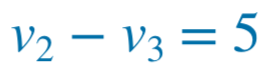 v₂ − v₃ = 5